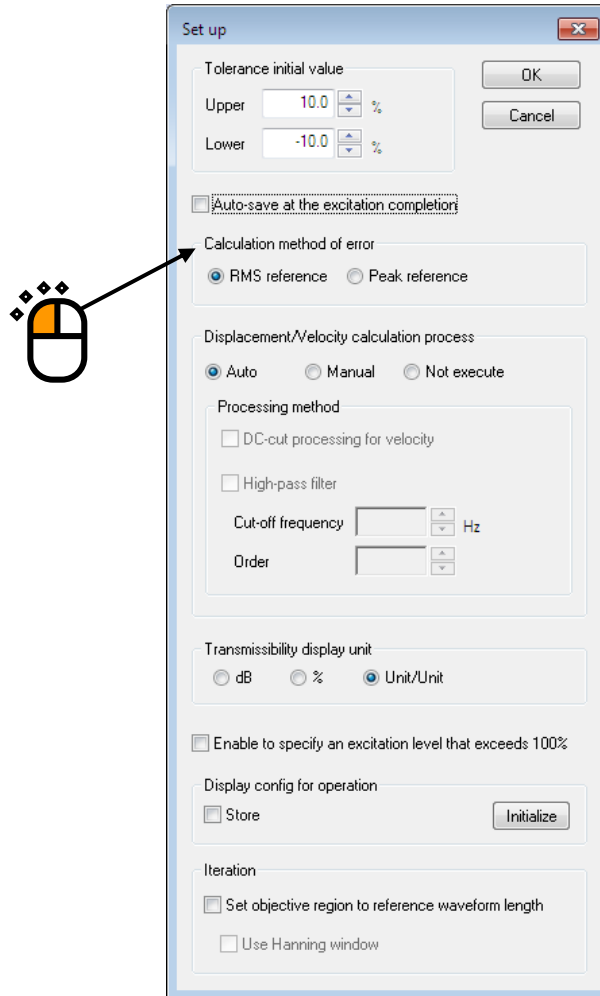 Set up
Tolerance initial value
OK
Upper 10.0 %
Cancel
Lower -10.0 %
Auto-save at the excitation completion
Calculation method of error
RMS reference Peak reference
Displacement/Velocity calculation process
Auto Manual Not execute
Processing method
DC-cut processing for velocity
High-pass filter
Cut-off frequency Hz
Order
Transmissibility display unit
dB % Unit/Unit
Enable to specify an excitation level that exceeds 100%
Display config for operation
Store Initialize
Iteration
Set objective region to reference waveform length
Use Hanning window